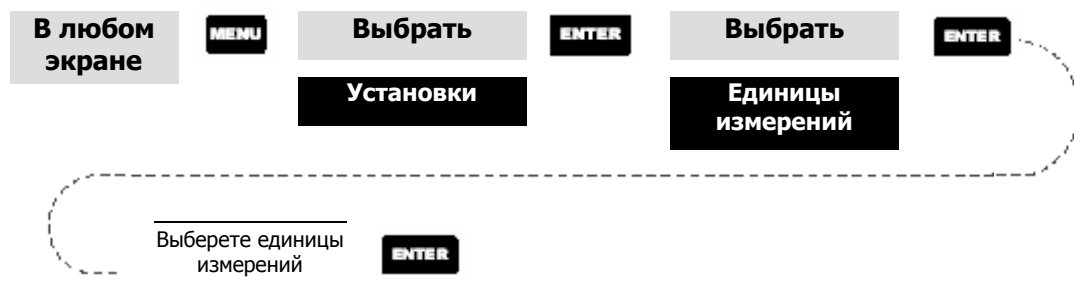 В любом
экране
MENU
Выбрать
ENTER
Выбрать
ENTER
Установки
Единицы
измерений
Выберете единицы
измерений
ENTER